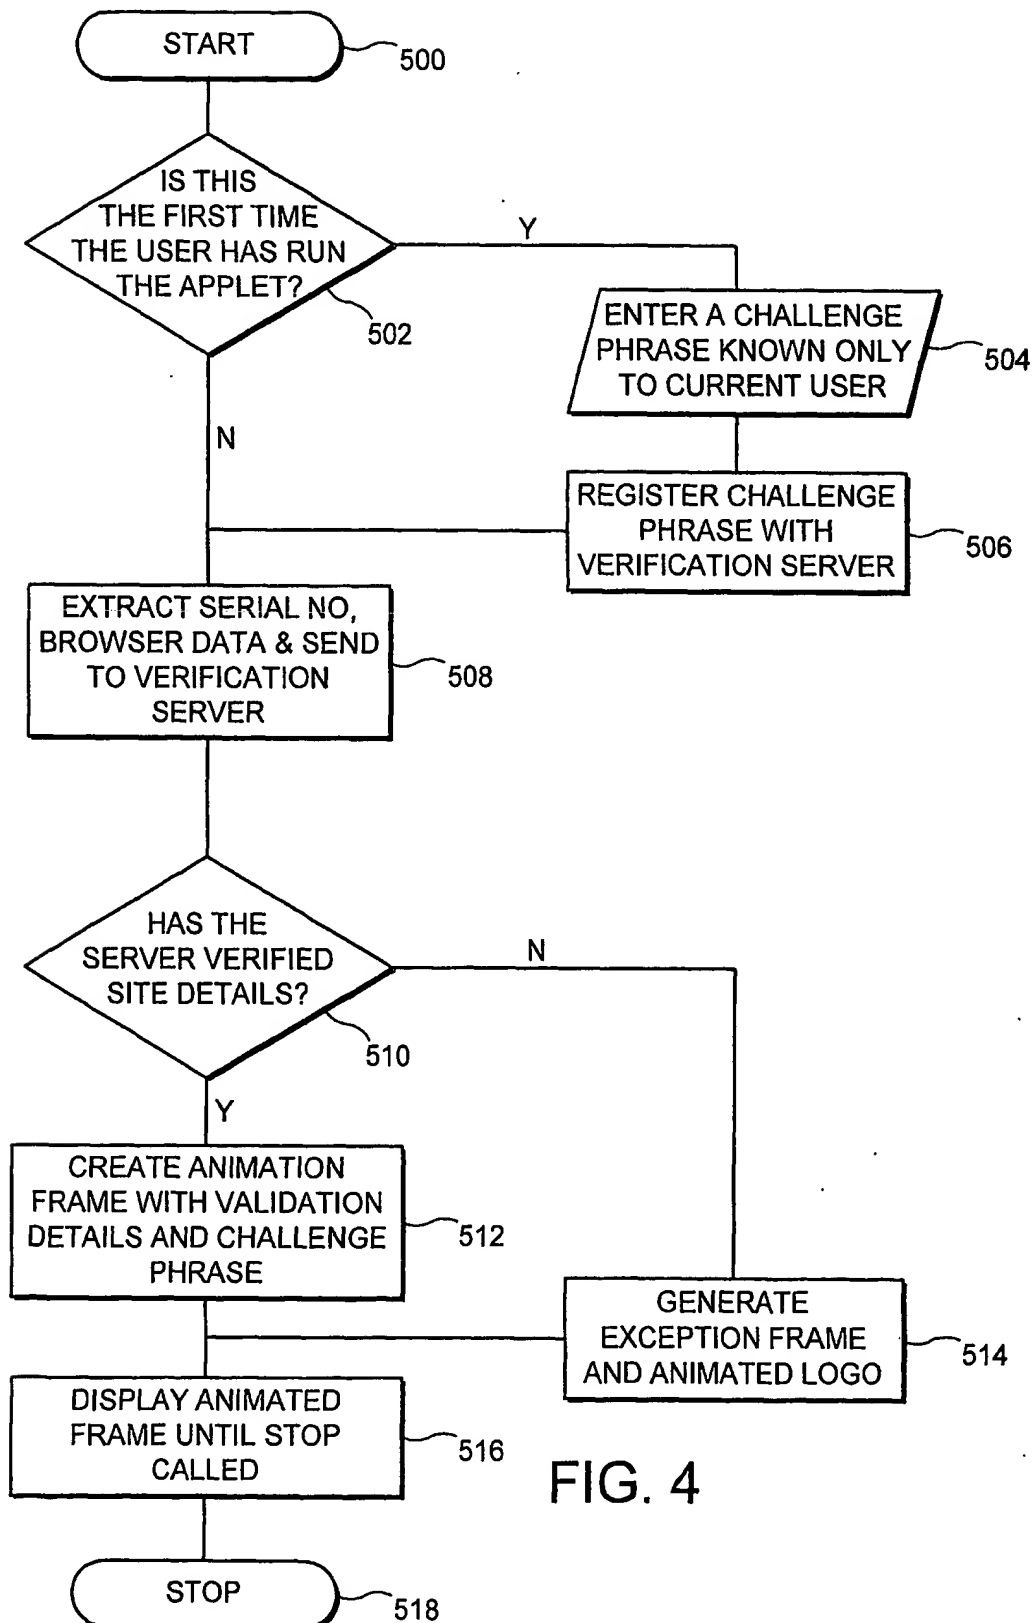 START
500
IS THIS
THE FIRST TIME
THE USER HAS RUN
THE APPLET?
502
Y
ENTER A CHALLENGE
PHRASE KNOWN ONLY
TO CURRENT USER
504
N
REGISTER CHALLENGE
PHRASE WITH
VERIFICATION SERVER
506
EXTRACT SERIAL NO,
BROWSER DATA & SEND
TO VERIFICATION
SERVER
508
HAS THE
SERVER VERIFIED
SITE DETAILS?
510
N
Y
CREATE ANIMATION
FRAME WITH VALIDATION
DETAILS AND CHALLENGE
PHRASE
512
GENERATE
EXCEPTION FRAME
AND ANIMATED LOGO
514
DISPLAY ANIMATED
FRAME UNTIL STOP
CALLED
516
FIG. 4
STOP
518